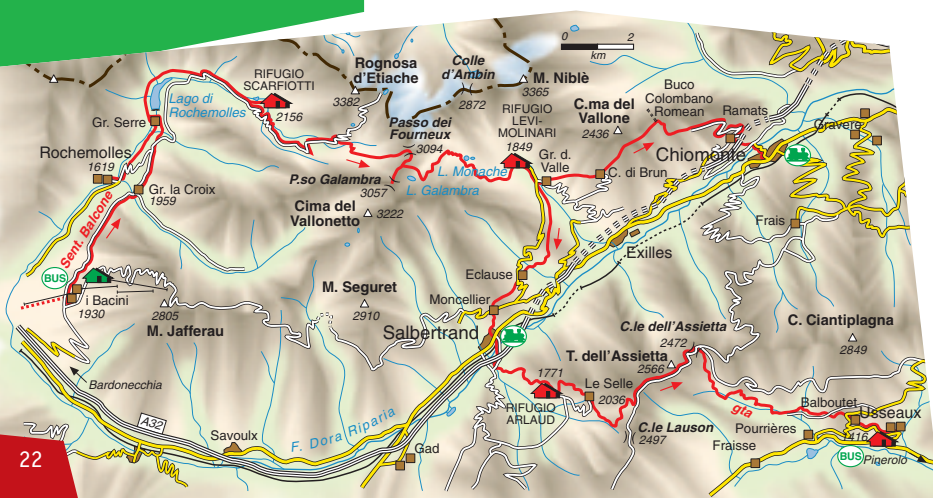 0 2
km
Rognosa
d'Etiache
3382
Colle
d'Ambin
2872
M. Niblè
3365
RIFUGIO
SCARFIOTTI
2156
Lago di
Rochemolles
Gr. Serre
Rochemolles
1619
Gr. la Croix
1959
Sent. Balcone
BUS
i Bacini
1930
Passo dei
Fourneux
3094
P.so Galambra
3057
L. Monache
L. Galambra
Cima del
Vallonetto
3222
RIFUGIO
LEVI-
MOLINARI
1849
C.ma del
Vallone
2436
Buco
Colombano
Romean
Ramats
Gravere
Chiomonte
Gr. d.
Valle
C. di Brun
Frais
Exilles
Eclause
Moncellier
Salbertrand
M. Seguret
2910
2805
M. Jafferau
Bardonecchia
A32
Savoulx
F. Dora Riparia
Gad
C.le dell'Assietta
2472
T. dell'Assietta
2566
C. Ciantiplagna
2849
1771
RIFUGIO
ARLAUD
Le Selle
2036
C.le Lauson
2497
gta
Balboutet
Usseaux
1416
Pourrières
Fraisse
BUS
Pinerolo
22